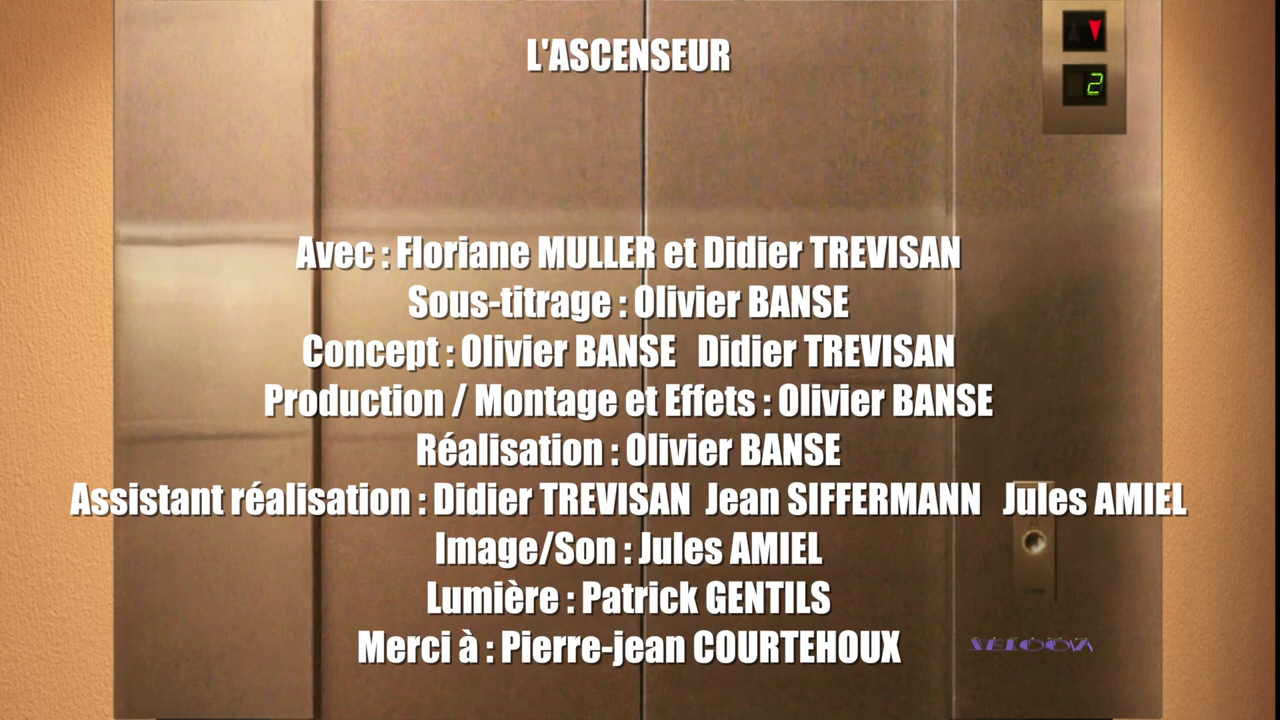 L'ASCENSEUR
2
Avec : Floriane MULLER et Didier TREVISAN
Sous-titrage : Olivier BANSE
Concept : Olivier BANSE Didier TREVISAN
Production / Montage et Effets : Olivier BANSE
Réalisation : Olivier BANSE
Assistant réalisation : Didier TREVISAN Jean SIFFERMANN Jules AMIEL
Image/Son : Jules AMIEL
Lumière : Patrick GENTILS
Merci à : Pierre-jean COURTEHOUX